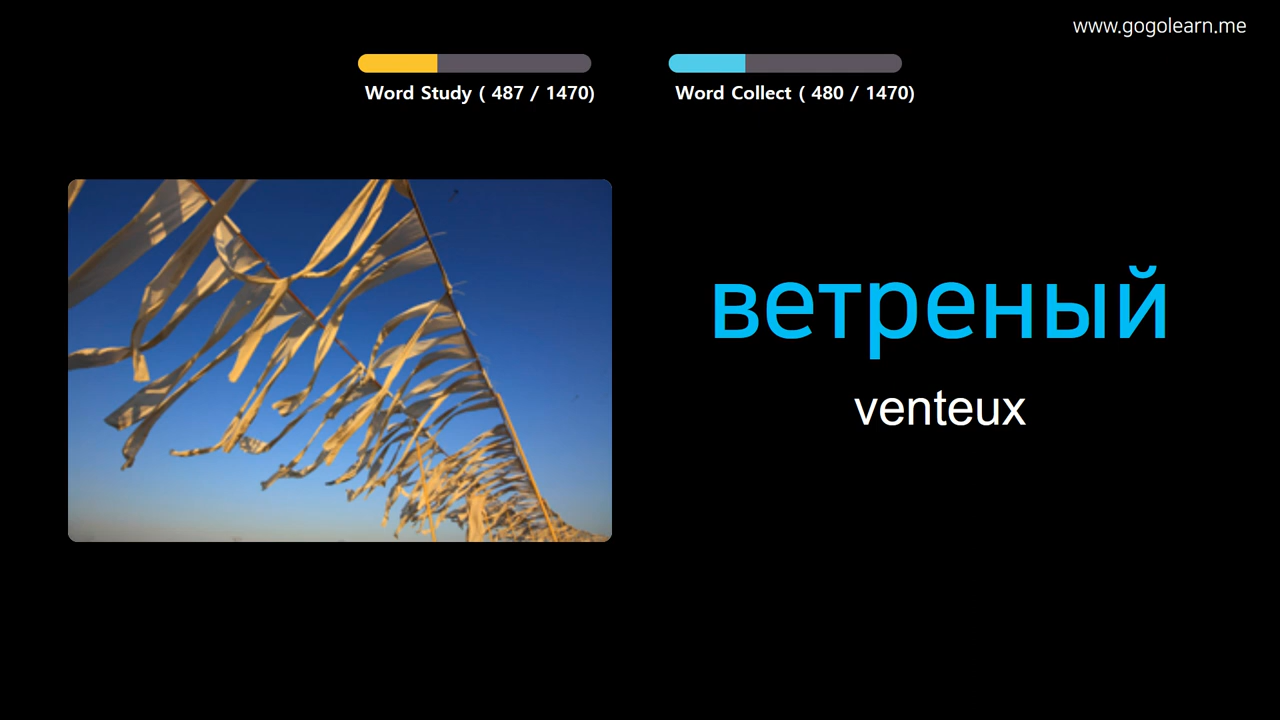 www.gogolearn.me
Word Study ( 487 / 1470)
Word Collect ( 480 / 1470)
ветреный
venteux